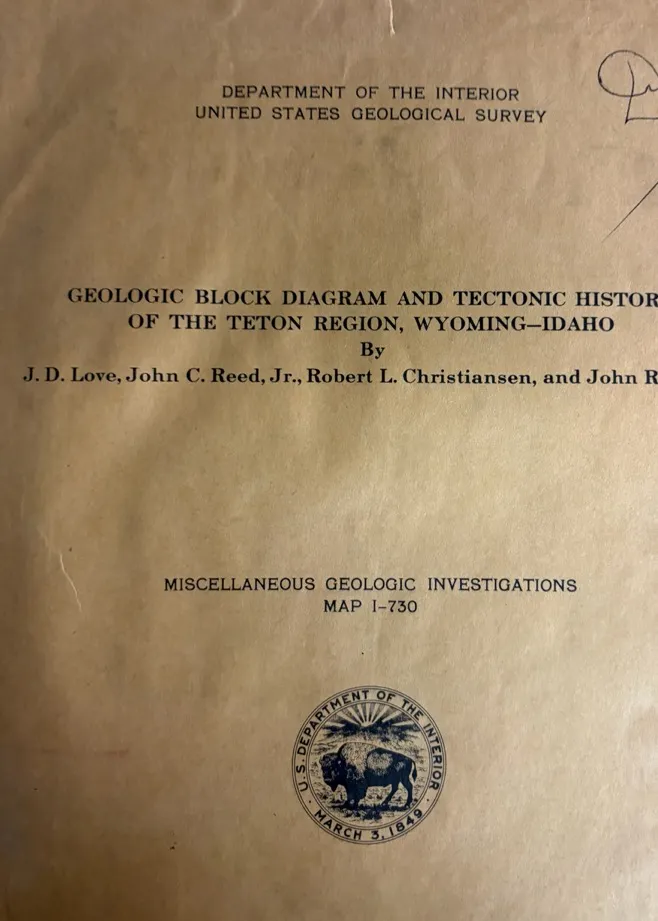 DEPARTMENT OF THE INTERIOR
UNITED STATES GEOLOGICAL SURVEY
GEOLOGIC BLOCK DIAGRAM AND TECTONIC HISTOR
OF THE TETON REGION, WYOMING—IDAHO
By
J. D. Love, John C. Reed, Jr., Robert L. Christiansen, and John R
MISCELLANEOUS GEOLOGIC INVESTIGATIONS
MAP I-730
U.S. DEPARTMENT OF THE INTERIOR
MARCH 3, 1849